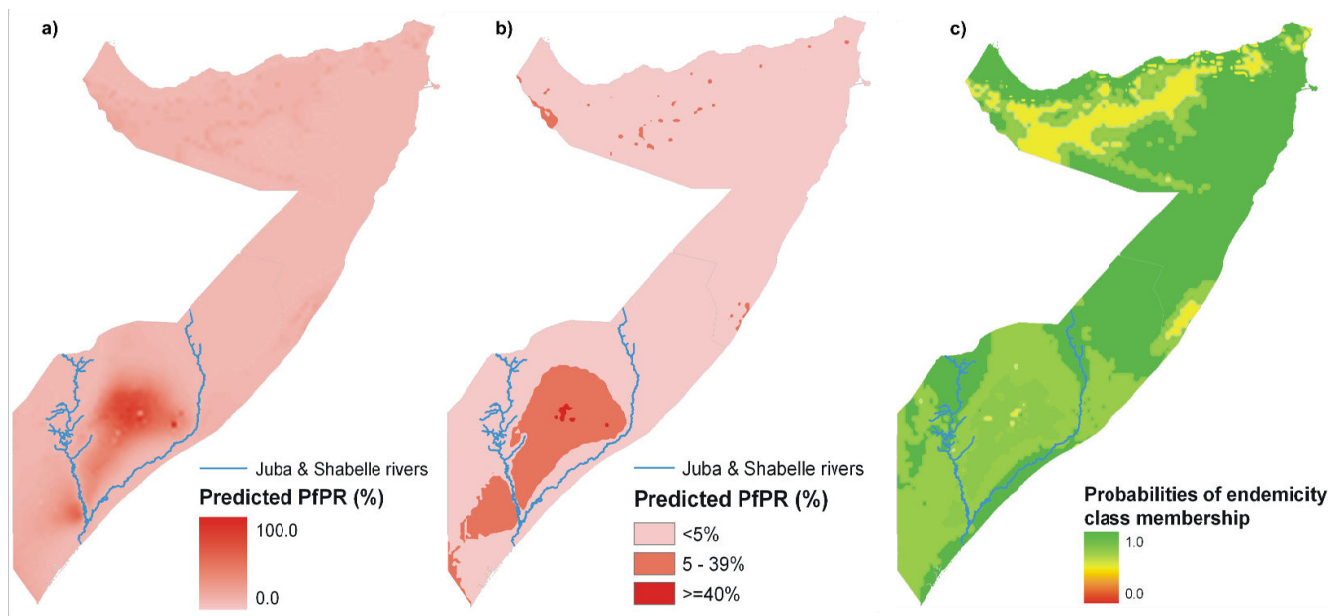 a)
Juba & Shabelle rivers
Predicted PfPR (%)
100.0
0.0
b)
Juba & Shabelle rivers
Predicted PfPR (%)
<5%
5 - 39%
>=40%
c)
Probabilities of endemicity
class membership
1.0
0.0